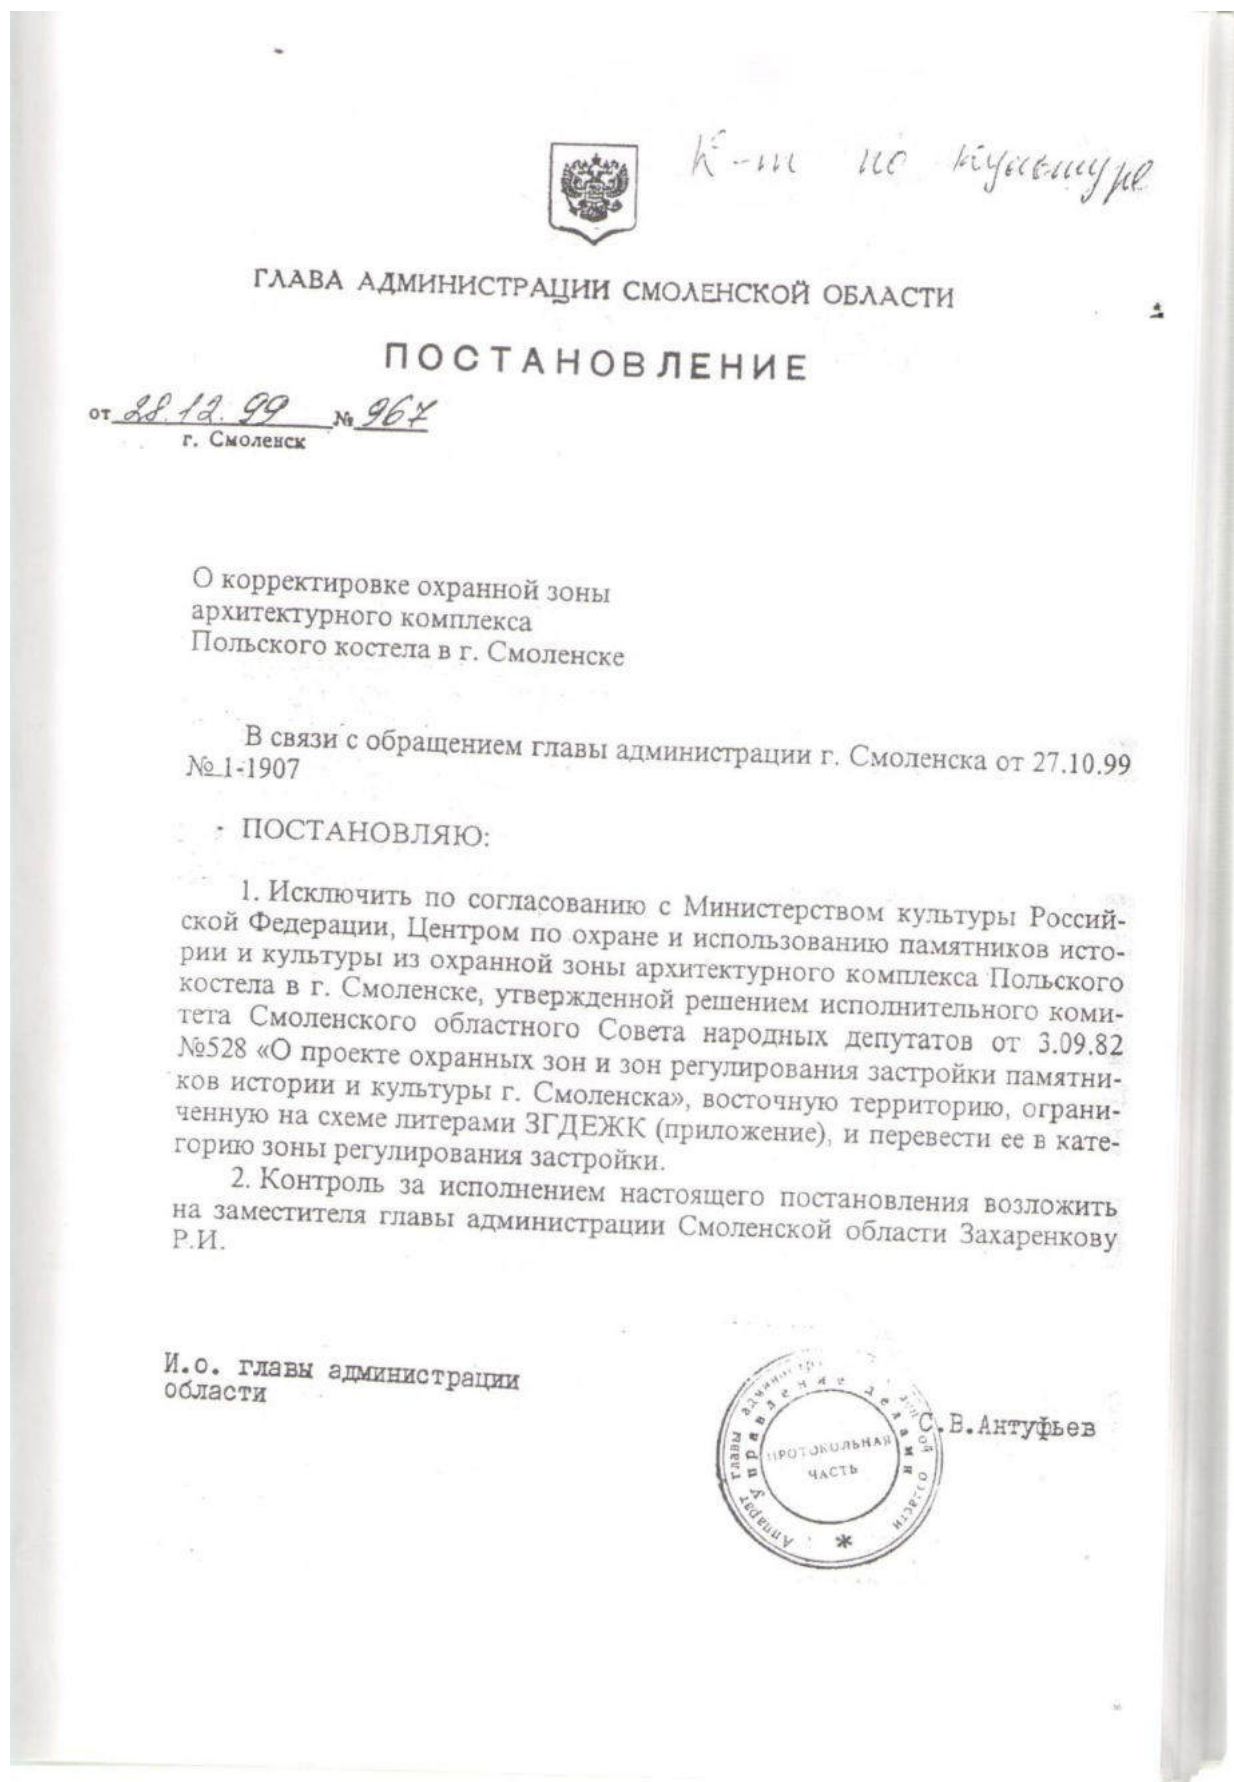 К-т по культуре
ГЛАВА АДМИНИСТРАЦИИ СМОЛЕНСКОЙ ОБЛАСТИ
ПОСТАНОВЛЕНИЕ
от 28.12.99 № 967
г. Смоленск
О корректировке охранной зоны
архитектурного комплекса
Польского костела в г. Смоленске
В связи с обращением главы администрации г. Смоленска от 27.10.99
№ 1-1907
ПОСТАНОВЛЯЮ:
1. Исключить по согласованию с Министерством культуры Россий-
ской Федерации, Центром по охране и использованию памятников исто-
рии и культуры из охранной зоны архитектурного комплекса Польского
костела в г. Смоленске, утвержденной решением исполнительного коми-
тета Смоленского областного Совета народных депутатов от 3.09.82
№528 «О проекте охранных зон и зон регулирования застройки памятни-
ков истории и культуры г. Смоленска», восточную территорию, ограни-
ченную на схеме литерами ЗГДЕЖК (приложение), и перевести ее в кате-
горию зоны регулирования застройки.
2. Контроль за исполнением настоящего постановления возложить
на заместителя главы администрации Смоленской области Захаренкову
Р.И.
И.о. главы администрации
области
С.В.Антуфьев
Аппарат главы области
Управление делами
ПРОТОКОЛЬНАЯ
ЧАСТЬ